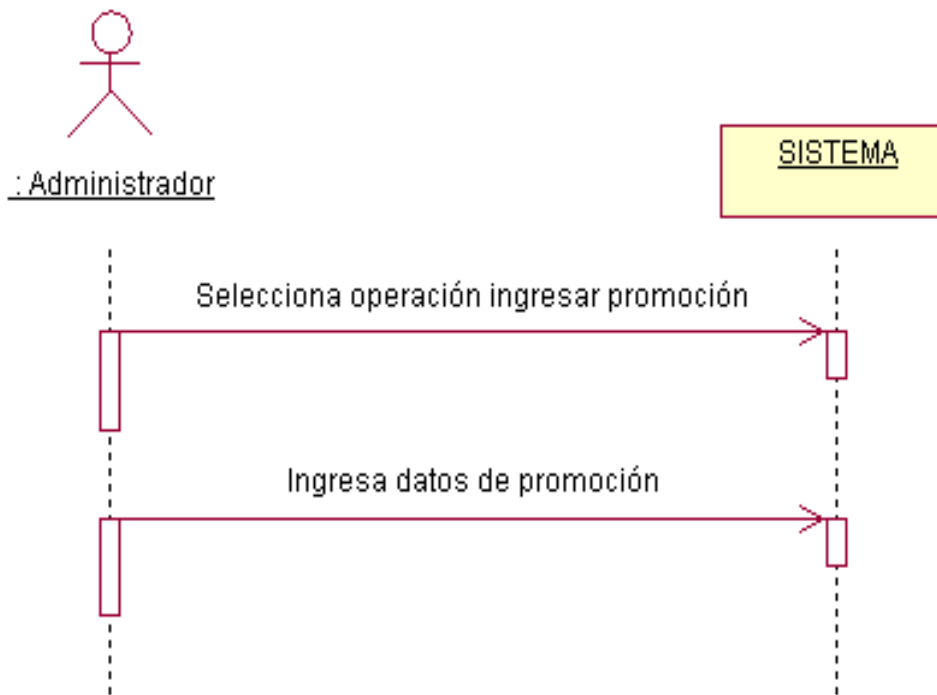 : Administrador
SISTEMA
Selecciona operación ingresar promoción
Ingresa datos de promoción